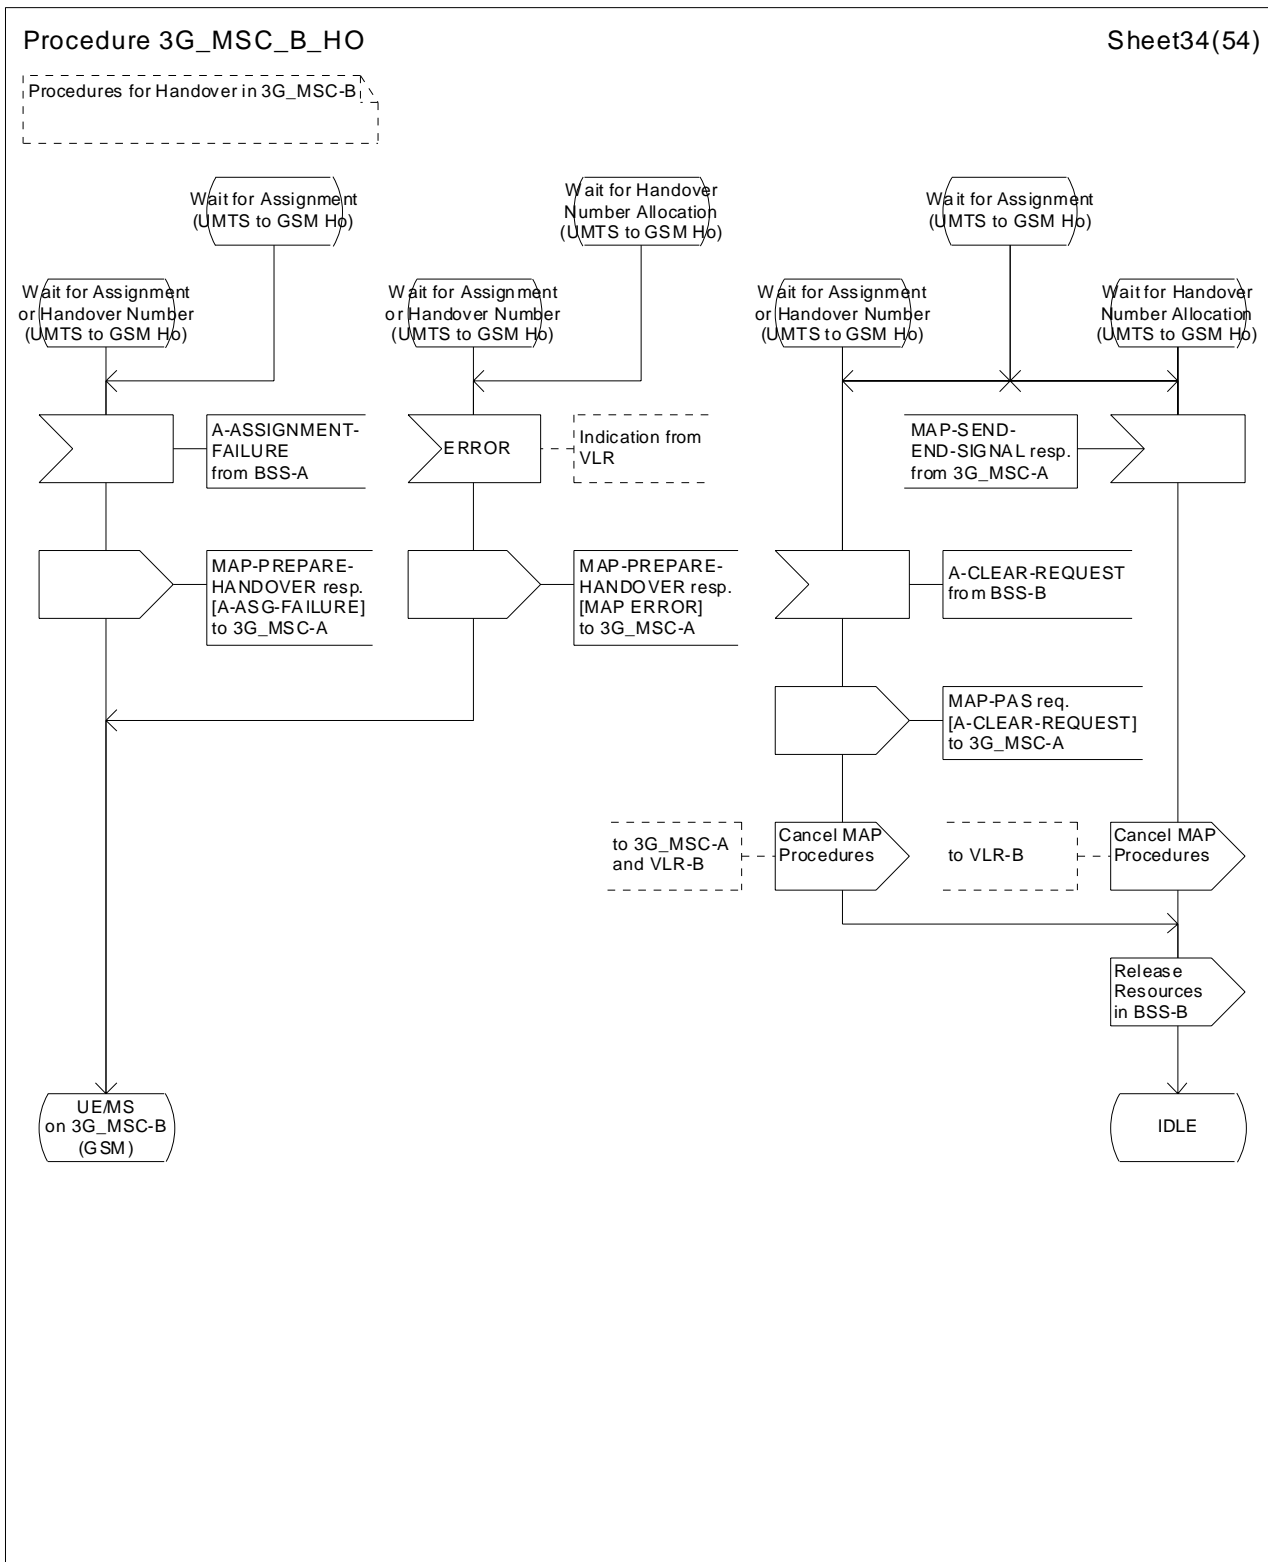 Procedure 3G_MSC_B_HO
Sheet34(54)
Procedures for Handover in 3G_MSC-B
Wait for Assignment
(UMTS to GSM Ho)
Wait for Handover
Number Allocation
(UMTS to GSM Ho)
Wait for Assignment
(UMTS to GSM Ho)
Wait for Assignment
or Handover Number
(UMTS to GSM Ho)
Wait for Assignment
or Handover Number
(UMTS to GSM Ho)
Wait for Assignment
or Handover Number
(UMTS to GSM Ho)
Wait for Handover
Number Allocation
(UMTS to GSM Ho)
A-ASSIGNMENT-
FAILURE
from BSS-A
ERROR
Indication from
VLR
MAP-SEND-
END-SIGNAL resp.
from 3G_MSC-A
MAP-PREPARE-
HANDOVER resp.
[A-ASG-FAILURE]
to 3G_MSC-A
MAP-PREPARE-
HANDOVER resp.
[MAP ERROR]
to 3G_MSC-A
A-CLEAR-REQUEST
from BSS-B
MAP-PAS req.
[A-CLEAR-REQUEST]
to 3G_MSC-A
to 3G_MSC-A
and VLR-B
Cancel MAP
Procedures
to VLR-B
Cancel MAP
Procedures
Release
Resources
in BSS-B
UE/MS
on 3G_MSC-B
(GSM)
IDLE